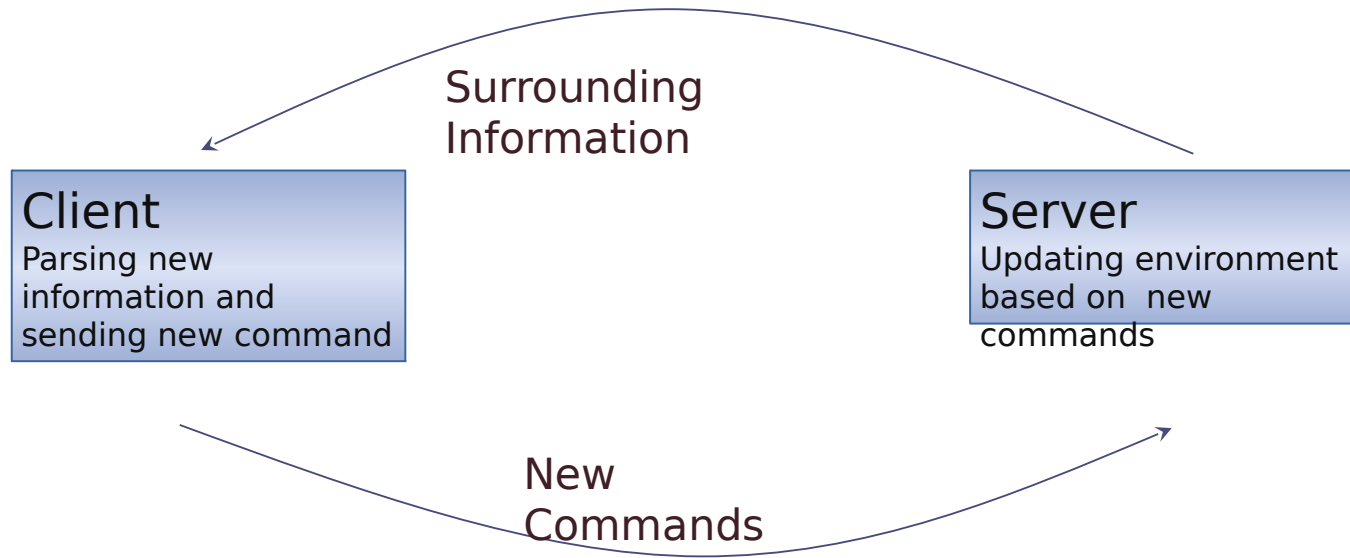 Surrounding
Information
Client
Parsing new
information and
sending new command
Server
Updating environment
based on  new
commands
New
Commands